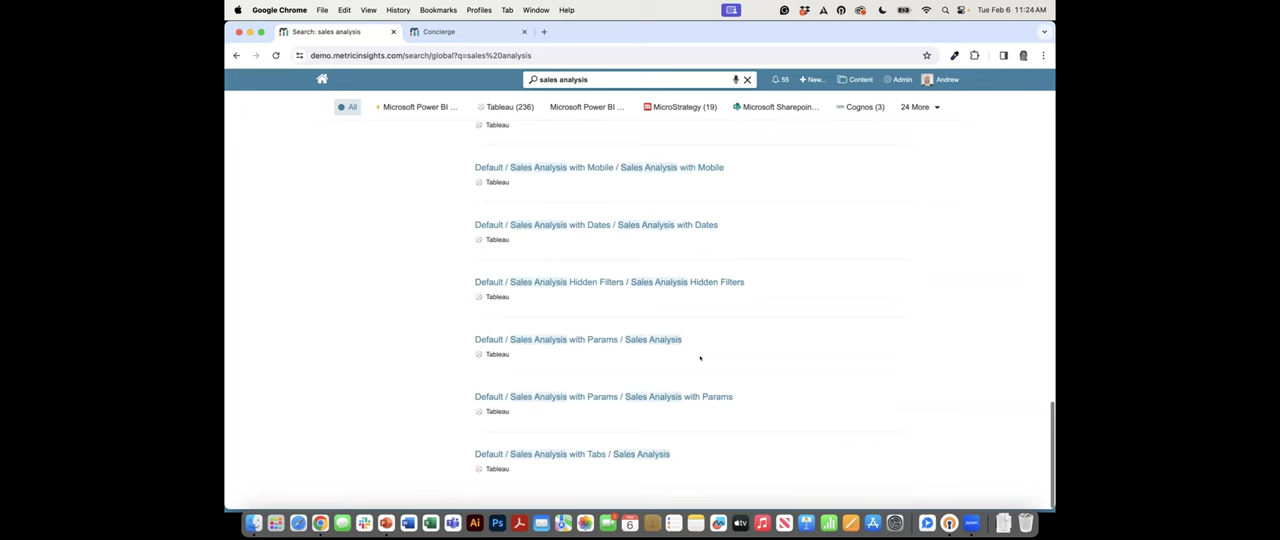 Google Chrome File Edit View History Bookmarks Profiles Tab Window Help Tue Feb 6 11:24 AM
Search: sales analysis Concierge
demo.metricinsights.com/search/global?q=sales%20analysis
sales analysis 55 + New... Content Admin Andrew
All Microsoft Power BI ... Tableau (236) Microsoft Power BI ... MicroStrategy (19) Microsoft Sharepoin... Cognos (3) 24 More
Tableau
Default / Sales Analysis with Mobile / Sales Analysis with Mobile
Tableau
Default / Sales Analysis with Dates / Sales Analysis with Dates
Tableau
Default / Sales Analysis Hidden Filters / Sales Analysis Hidden Filters
Tableau
Default / Sales Analysis with Params / Sales Analysis
Tableau
Default / Sales Analysis with Params / Sales Analysis with Params
Tableau
Default / Sales Analysis with Tabs / Sales Analysis
Tableau